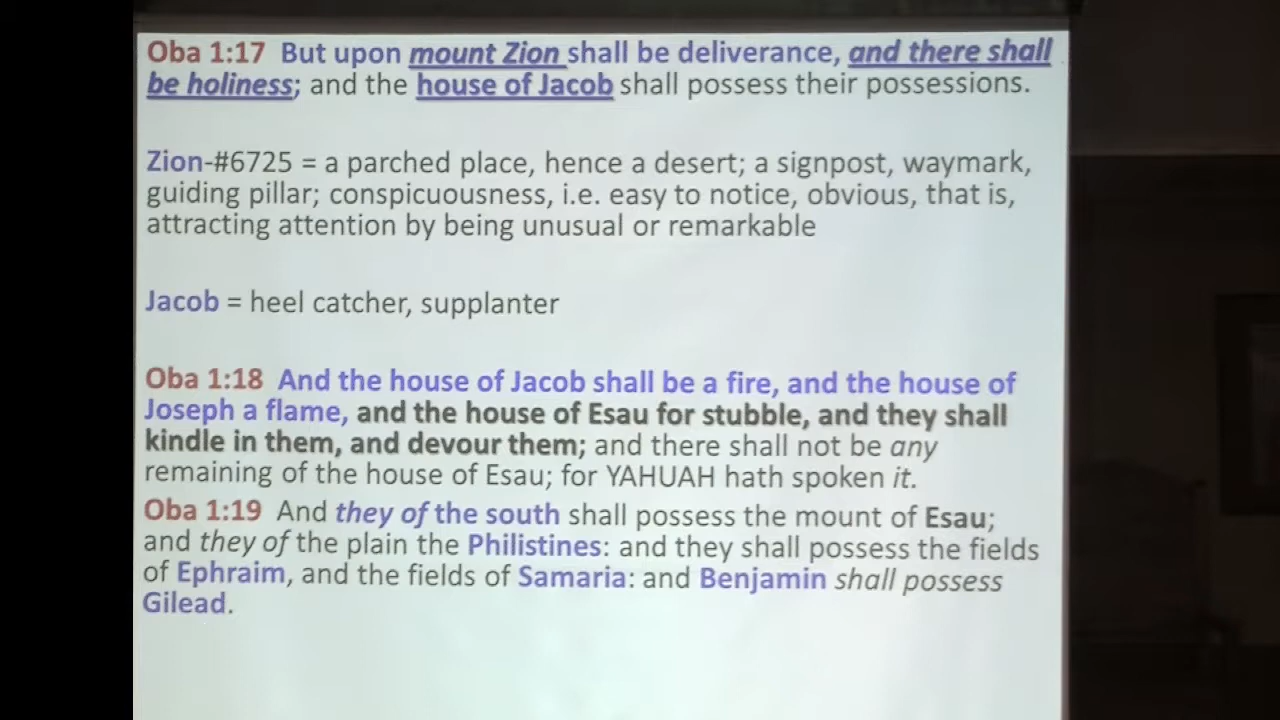 Oba 1:17 But upon mount Zion shall be deliverance, and there shall
be holiness; and the house of Jacob shall possess their possessions.
Zion-#6725 = a parched place, hence a desert; a signpost, waymark,
guiding pillar; conspicuousness, i.e. easy to notice, obvious, that is,
attracting attention by being unusual or remarkable
Jacob = heel catcher, supplanter
Oba 1:18 And the house of Jacob shall be a fire, and the house of
Joseph a flame, and the house of Esau for stubble, and they shall
kindle in them, and devour them; and there shall not be any
remaining of the house of Esau; for YAHUAH hath spoken it.
Oba 1:19 And they of the south shall possess the mount of Esau;
and they of the plain the Philistines: and they shall possess the fields
of Ephraim, and the fields of Samaria: and Benjamin shall possess
Gilead.